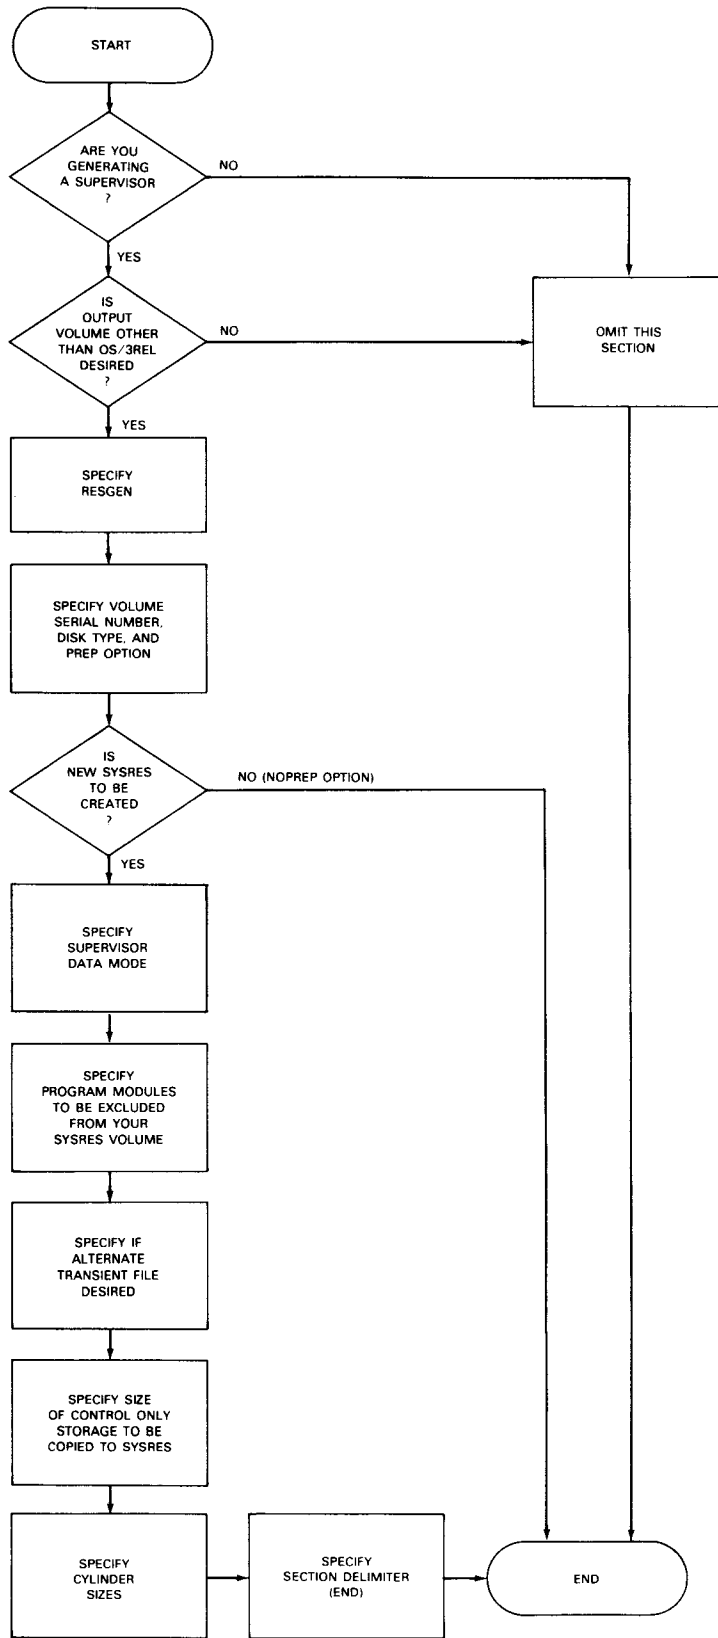 START
ARE YOU
GENERATING
A SUPERVISOR
?
NO
YES
IS
OUTPUT
VOLUME OTHER
THAN OS/3REL
DESIRED
?
NO
OMIT THIS
SECTION
YES
SPECIFY
RESGEN
SPECIFY VOLUME
SERIAL NUMBER,
DISK TYPE, AND
PREP OPTION
IS
NEW SYSRES
TO BE
CREATED
?
NO (NOPREP OPTION)
YES
SPECIFY
SUPERVISOR
DATA MODE
SPECIFY
PROGRAM MODULES
TO BE EXCLUDED
FROM YOUR
SYSRES VOLUME
SPECIFY IF
ALTERNATE
TRANSIENT FILE
DESIRED
SPECIFY SIZE
OF CONTROL ONLY
STORAGE TO BE
COPIED TO SYSRES
SPECIFY
CYLINDER
SIZES
SPECIFY
SECTION DELIMITER
(END)
END